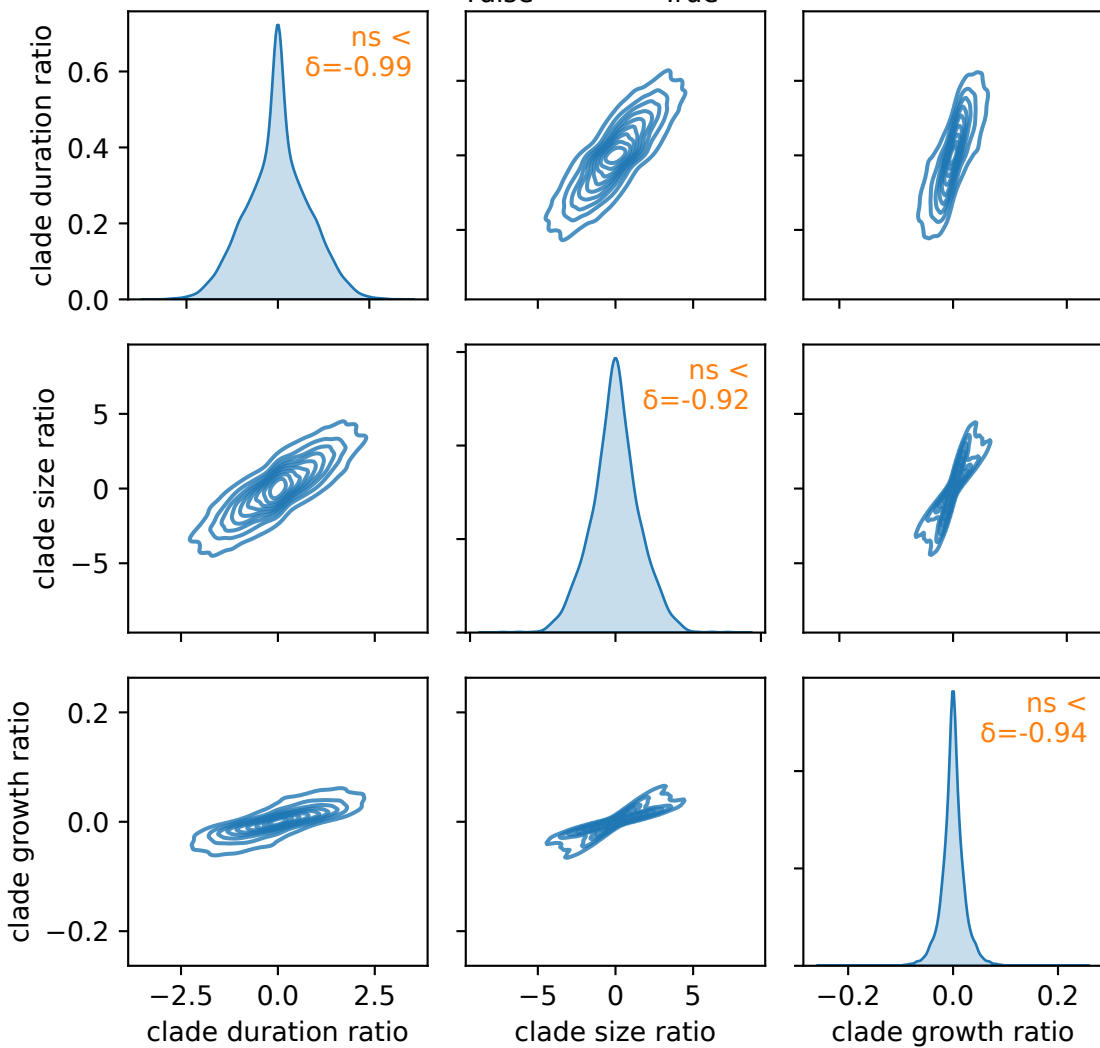 clade duration ratio
0.6
0.4
0.2
0.0
ns <
δ=-0.99
clade size ratio
5
0
−5
ns <
δ=-0.92
clade growth ratio
0.2
0.0
−0.2
ns <
δ=-0.94
−2.5 0.0 2.5
−5 0 5
−0.2 0.0 0.2
clade duration ratio
clade size ratio
clade growth ratio